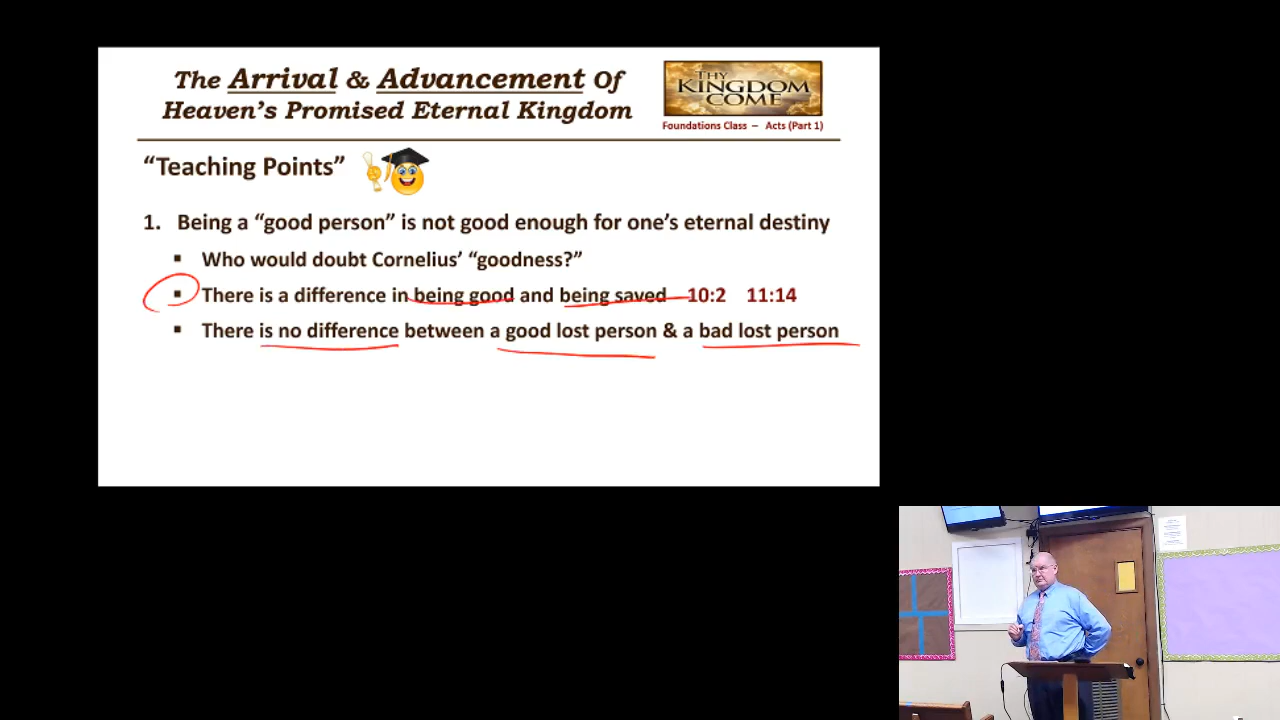 The Arrival & Advancement Of
Heaven's Promised Eternal Kingdom
THY
KINGDOM
COME
Foundations Class – Acts (Part 1)
“Teaching Points”
1. Being a “good person” is not good enough for one's eternal destiny
▪ Who would doubt Cornelius' “goodness?”
▪ There is a difference in being good and being saved 10:2 11:14
▪ There is no difference between a good lost person & a bad lost person